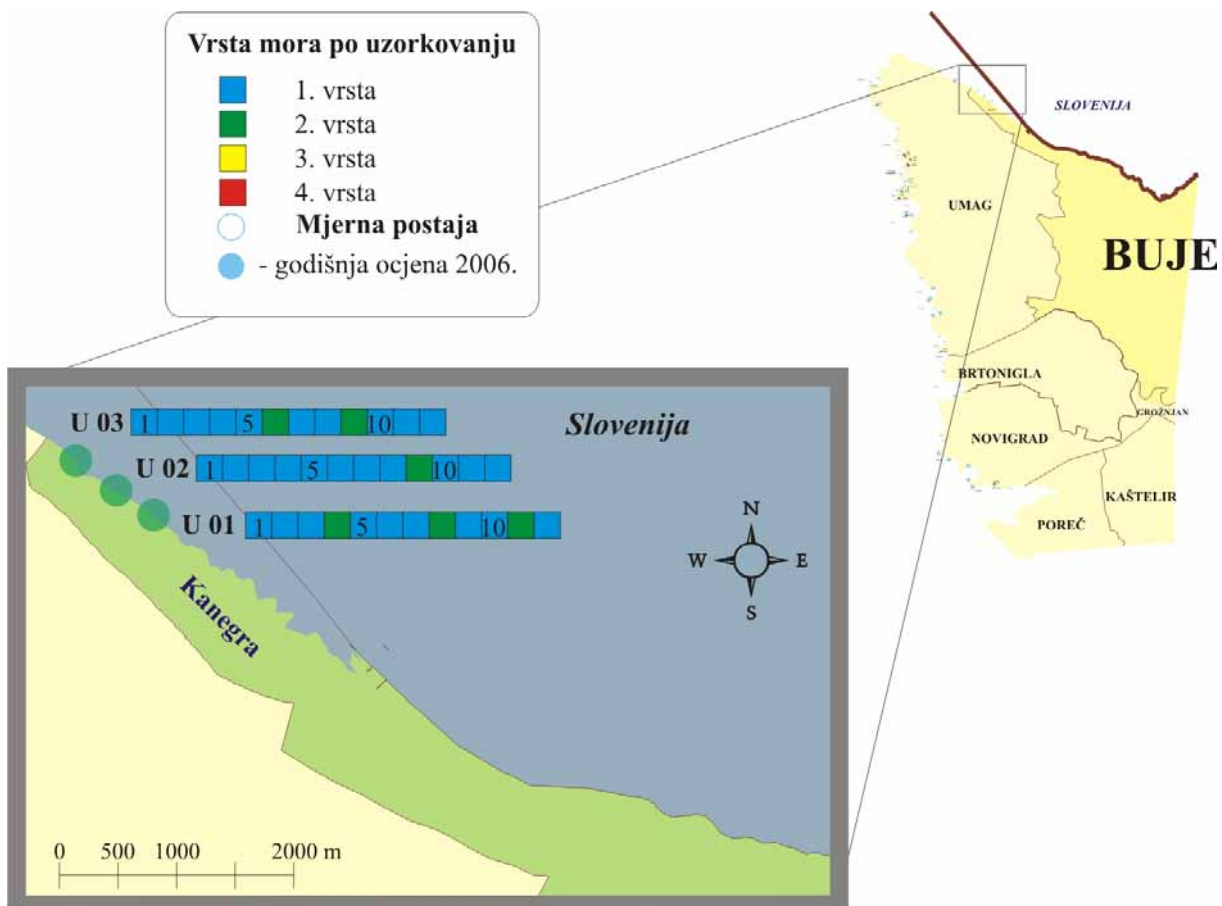 Vrsta mora po uzorkovanju
1. vrsta
2. vrsta
3. vrsta
4. vrsta
Mjerna postaja
- godišnja ocjena 2006.
SLOVENIJA
UMAG
BUJE
BRTONIGLA
GROŽNJAN
NOVIGRAD
KAŠTELIR
POREČ
U 03 1 5 10
Slovenija
U 02 1 5 10
U 01 1 5 10
N
W E
S
Kanegra
0 500 1000 2000 m